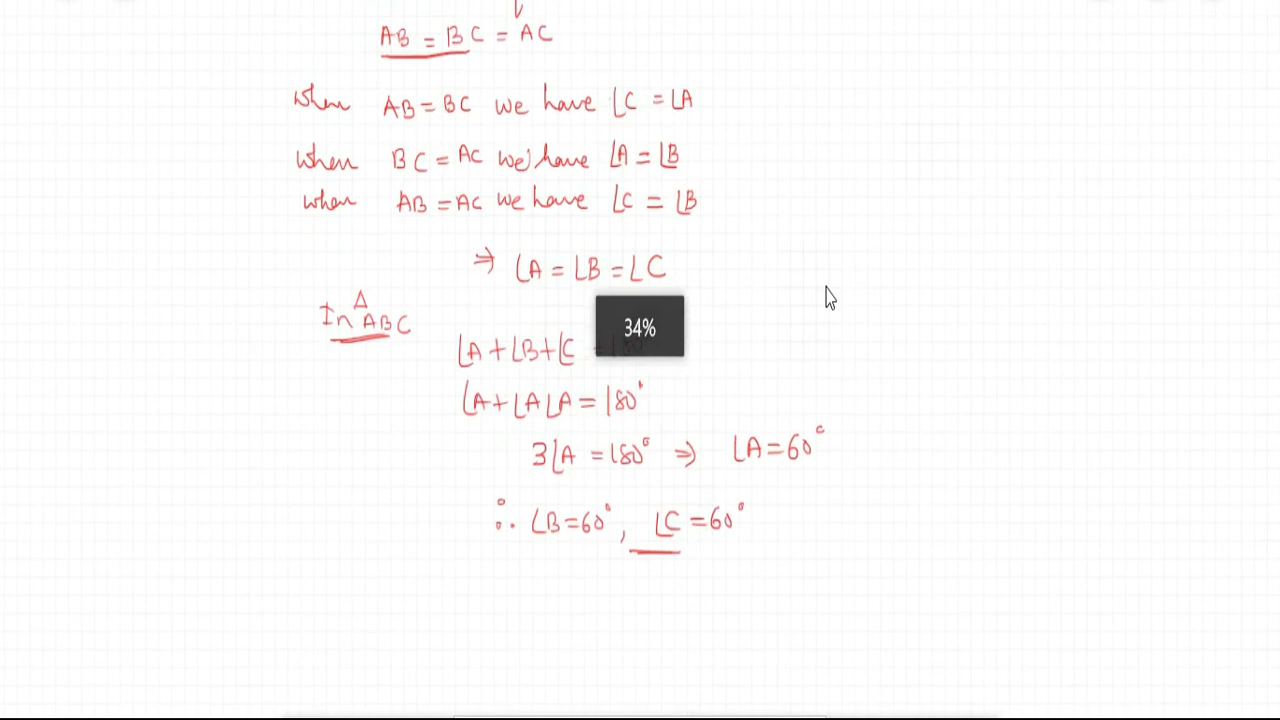 AB = BC = AC
when AB = BC we have ∠C = ∠A
when BC = AC we have ∠A = ∠B
when AB = AC we have ∠C = ∠B
⇒ ∠A = ∠B = ∠C
In Δ ABC
34%
∠A + ∠B + ∠C
∠A + ∠A ∠A = 180°
3∠A = 180° ⇒ ∠A = 60°
∴ ∠B = 60°, ∠C = 60°